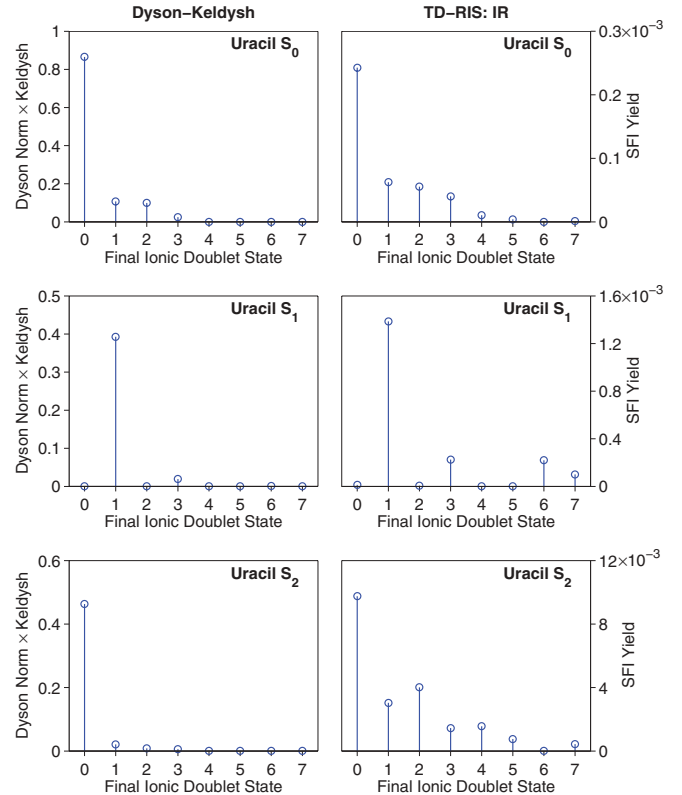 Dyson−Keldysh
TD−RIS: IR
Uracil S0
Dyson Norm × Keldysh
1
0.8
0.6
0.4
0.2
0
0 1 2 3 4 5 6 7
Final Ionic Doublet State
Uracil S0
0.3×10−3
0.2
0.1
0
SFI Yield
0 1 2 3 4 5 6 7
Final Ionic Doublet State
Uracil S1
Dyson Norm × Keldysh
0.5
0.4
0.3
0.2
0.1
0
0 1 2 3 4 5 6 7
Final Ionic Doublet State
Uracil S1
1.6×10−3
1.2
0.8
0.4
0
SFI Yield
0 1 2 3 4 5 6 7
Final Ionic Doublet State
Uracil S2
Dyson Norm × Keldysh
0.6
0.4
0.2
0
0 1 2 3 4 5 6 7
Final Ionic Doublet State
Uracil S2
12×10−3
8
4
0
SFI Yield
0 1 2 3 4 5 6 7
Final Ionic Doublet State